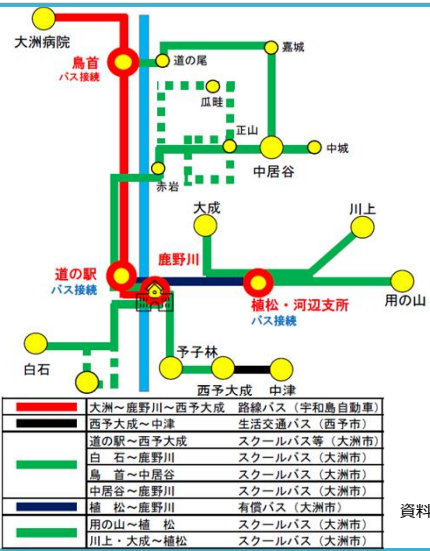 大洲病院
鳥首
バス接続
道の尾
嘉城
瓜畦
正山
中居谷
中城
赤岩
大成
川上
道の駅
バス接続
鹿野川
植松・河辺支所
バス接続
用の山
白石
予子林
西予大成
中津
大洲～鹿野川～西予大成 路線バス（宇和島自動車）
西予大成～中津 生活交通バス（西予市）
道の駅～西予大成 スクールバス等（大洲市）
白 石～鹿野川 スクールバス（大洲市）
鳥 首～中居谷 スクールバス（大洲市）
中居谷～鹿野川 スクールバス（大洲市）
植 松～鹿野川 有償バス（大洲市）
用の山～植 松 スクールバス（大洲市）
川上・大成～植松 スクールバス（大洲市）
資料